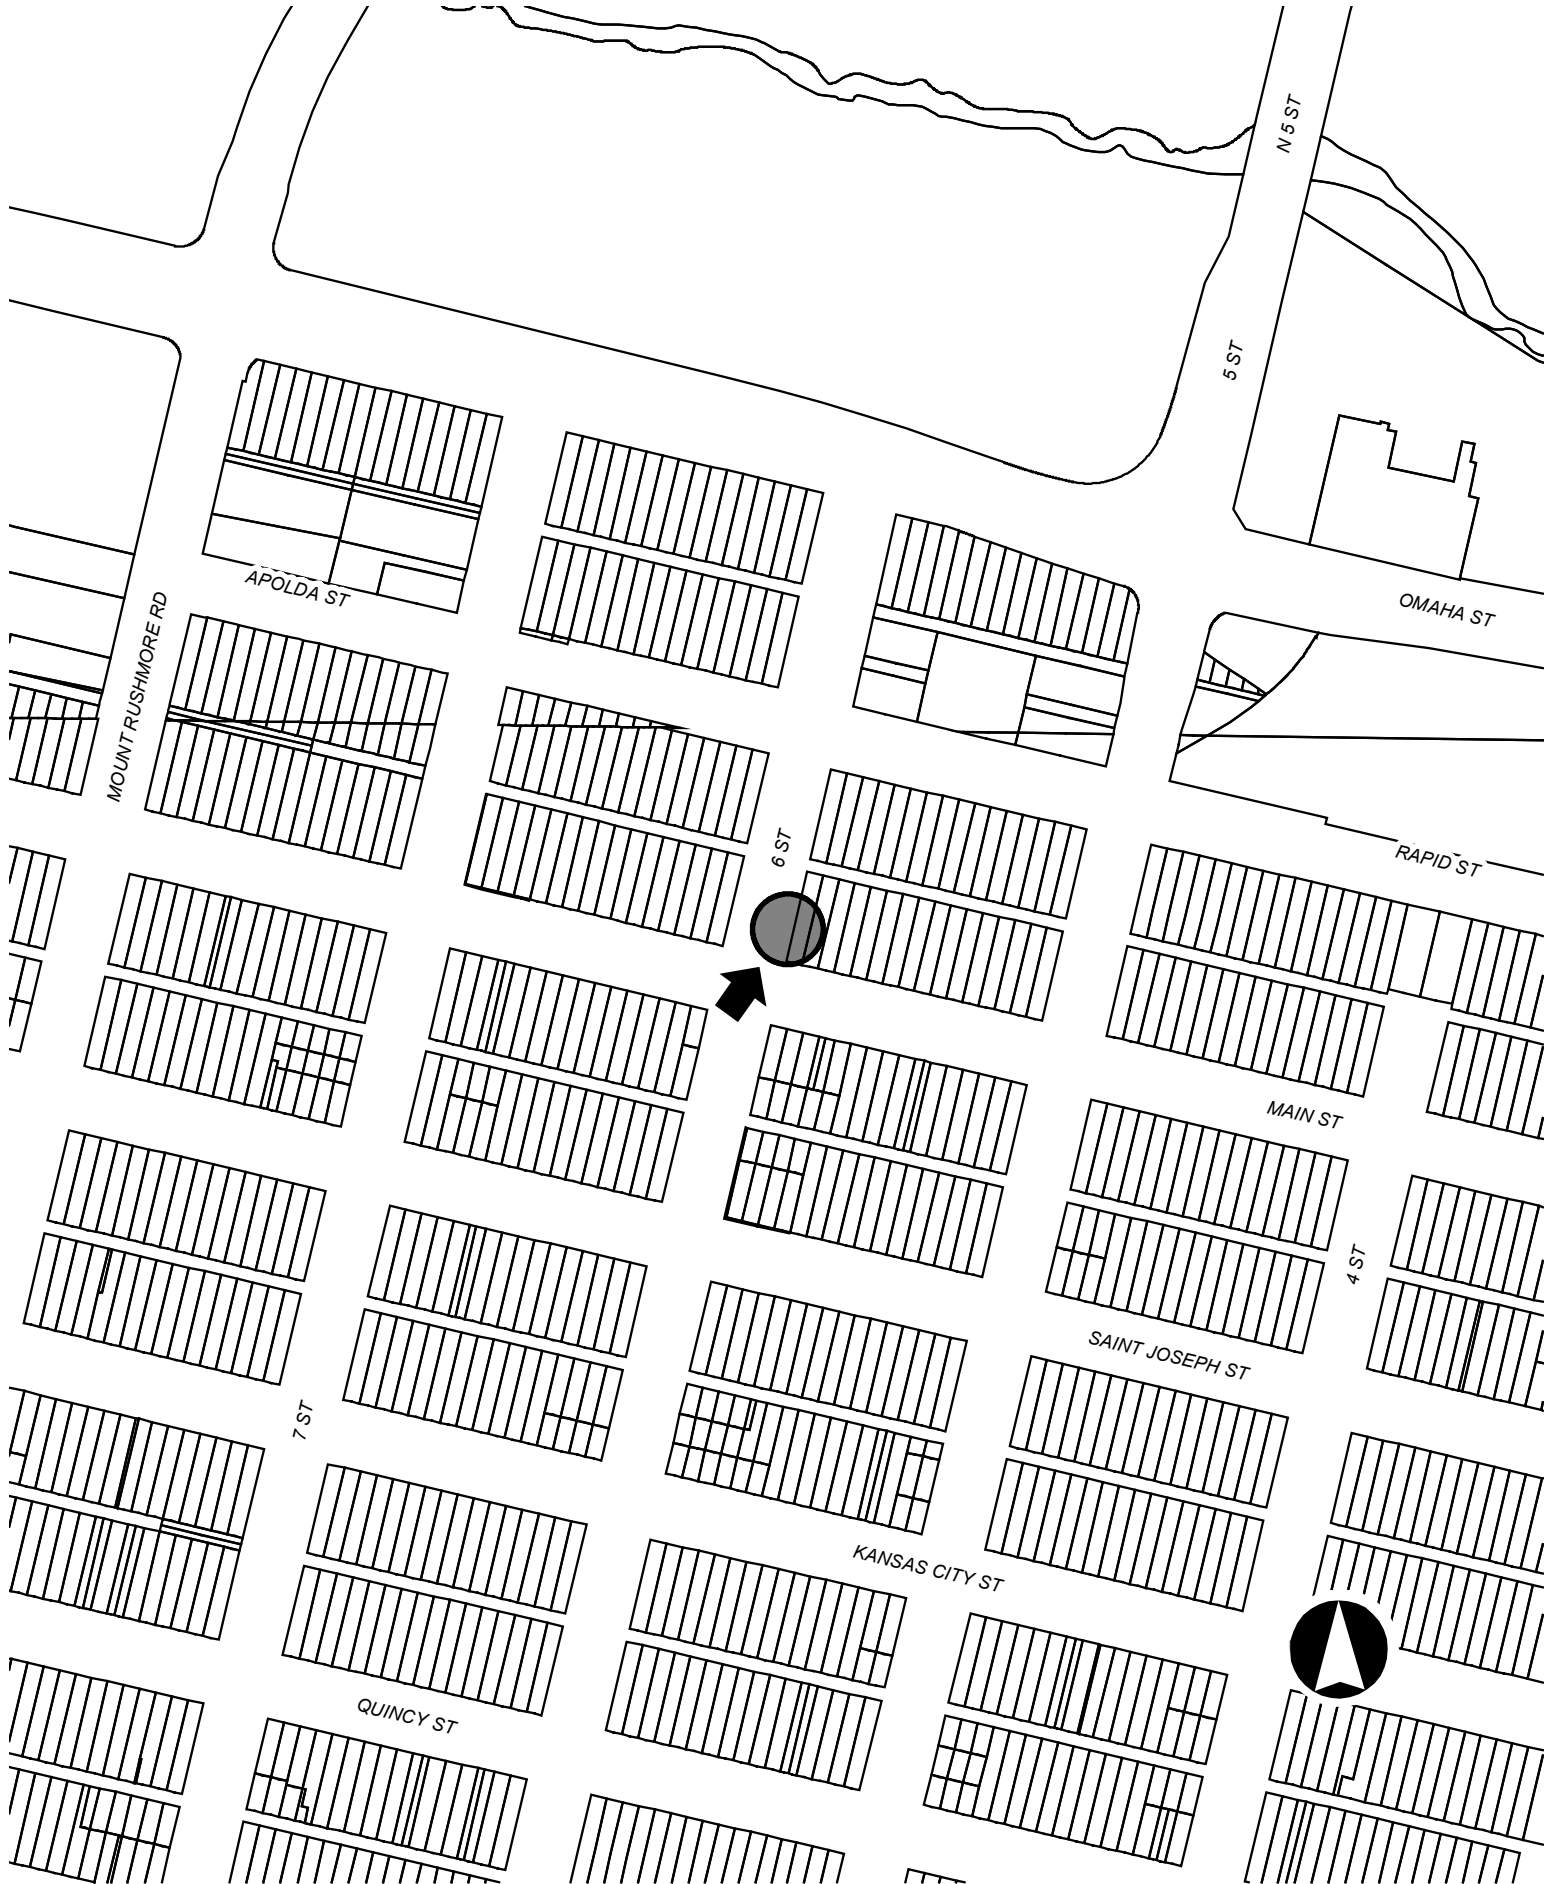 N 5 ST
5 ST
APOLDA ST
OMAHA ST
MOUNT RUSHMORE RD
6 ST
RAPID ST
MAIN ST
4 ST
SAINT JOSEPH ST
7 ST
KANSAS CITY ST
QUINCY ST